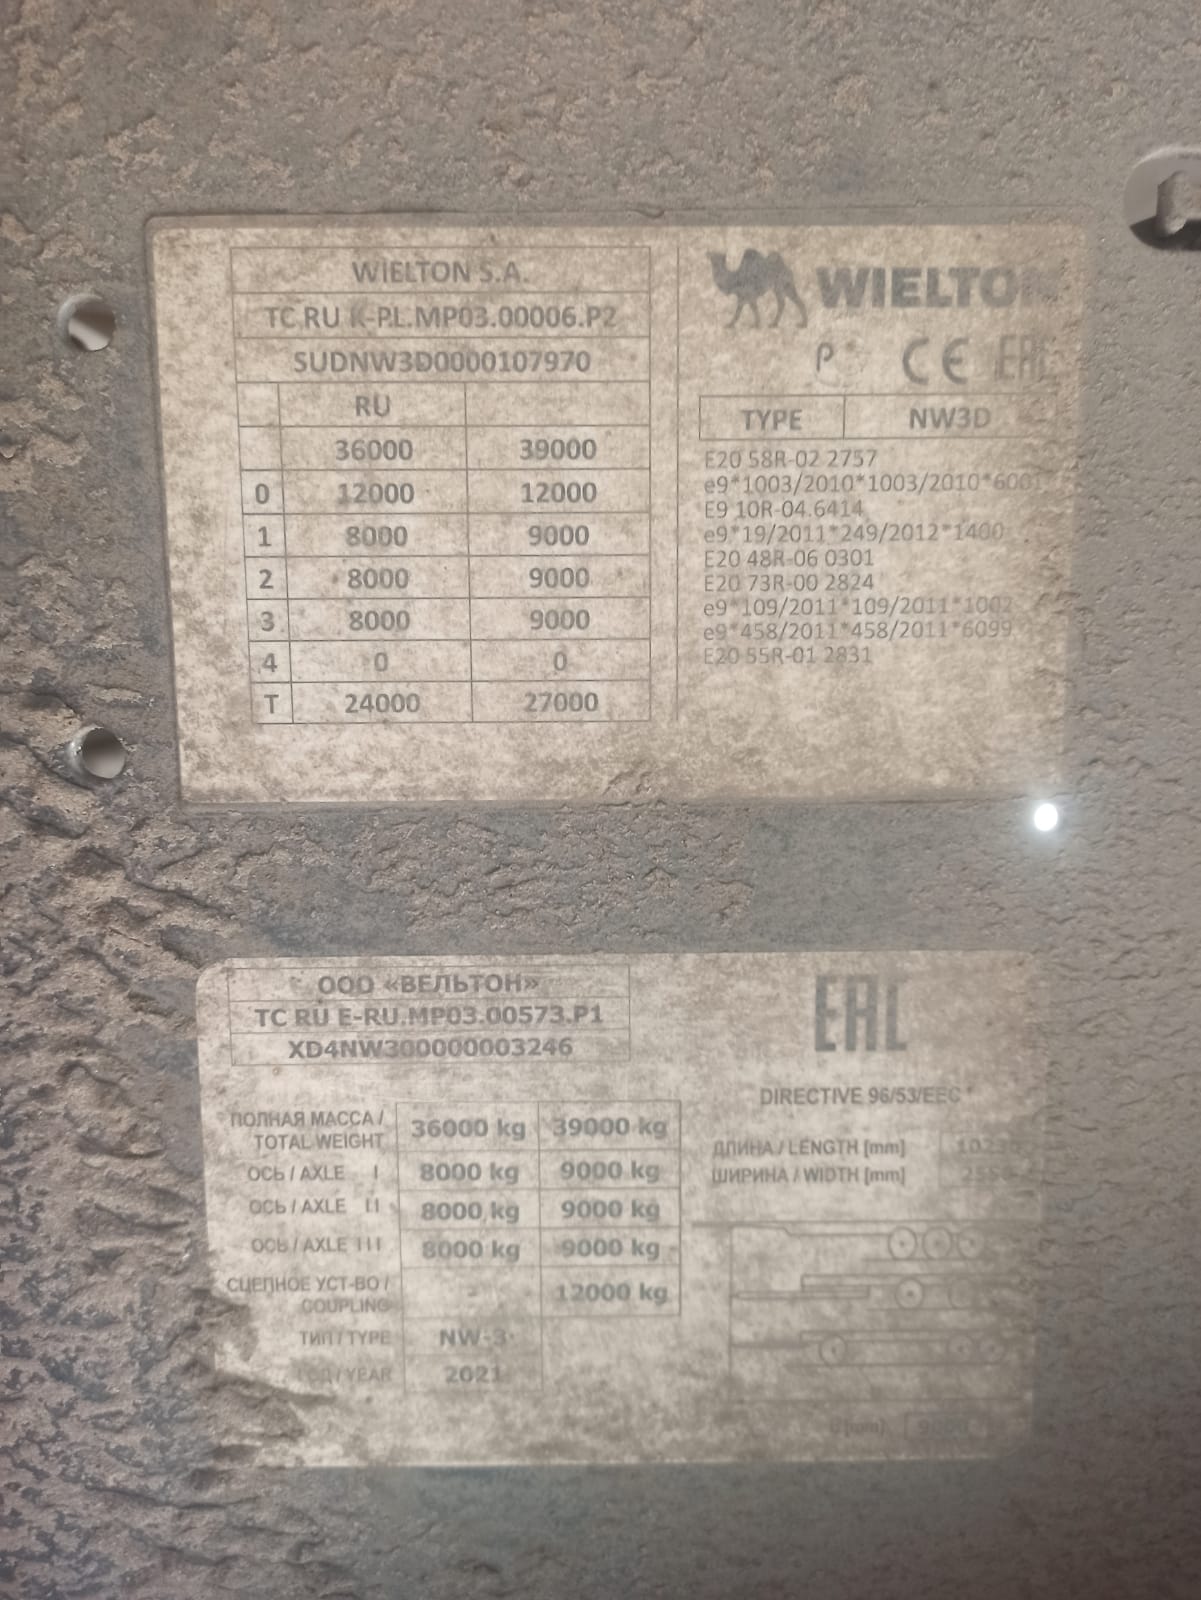 WIELTON S.A.
TC RU K-PL.MP03.00006.P2
SUDNW3D0000107970
RU
36000 39000
0 12000 12000
1 8000 9000
2 8000 9000
3 8000 9000
4 0 0
T 24000 27000
WIELTON
P CE EAC
TYPE NW3D
E20 58R-02 2757
e9*1003/2010*1003/2010*6001
E9 10R-04.6414
e9*19/2011*249/2012*1400
E20 48R-06 0301
E20 73R-00 2824
e9*109/2011*109/2011*1002
e9*458/2011*458/2011*6099
E20 55R-01 2831
ООО «ВЕЛЬТОН»
ТС RU E-RU.MP03.00573.P1
XD4NW300000003246
ПОЛНАЯ МАССА / TOTAL WEIGHT 36000 kg 39000 kg
ОСЬ / AXLE I 8000 kg 9000 kg
ОСЬ / AXLE II 8000 kg 9000 kg
ОСЬ / AXLE III 8000 kg 9000 kg
СЦЕПНОЕ УСТ-ВО / COUPLING - 12000 kg
ТИП / TYPE NW-3
ГОД / YEAR 2021
EAC
DIRECTIVE 96/53/EEC
ДЛИНА / LENGTH [mm]
ШИРИНА / WIDTH [mm]
[mm]